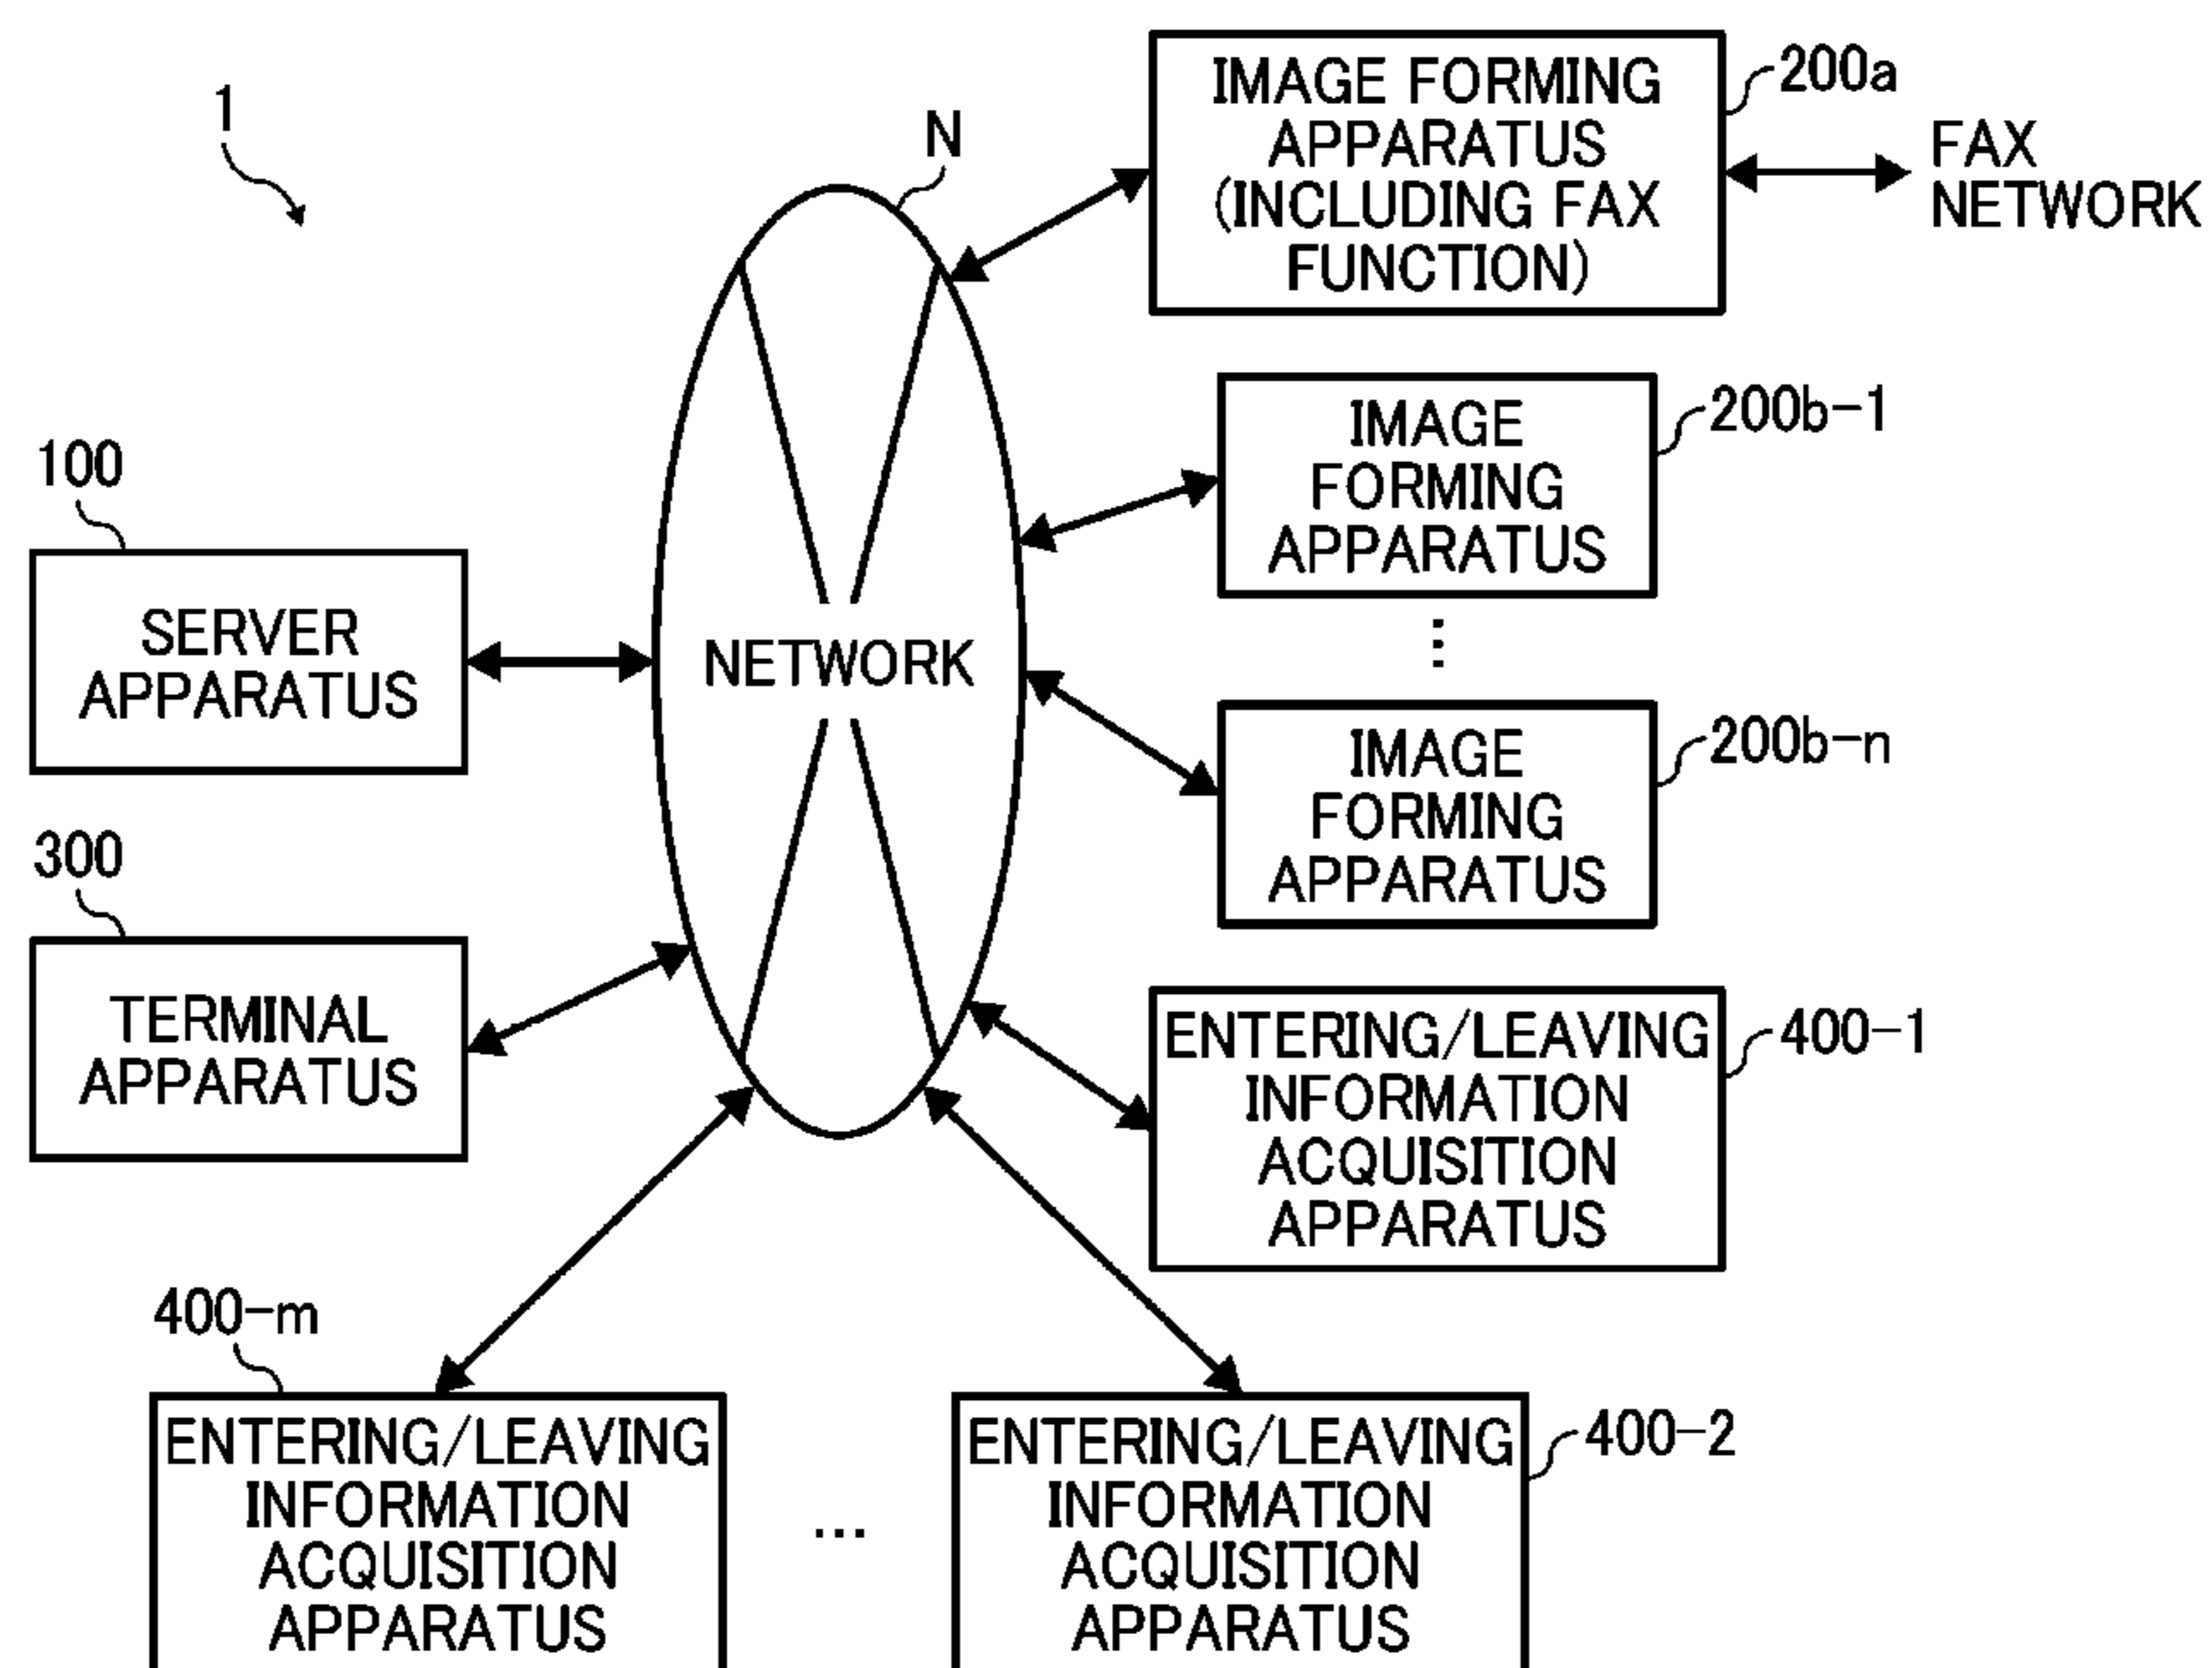 1
N
IMAGE FORMING
APPARATUS
(INCLUDING FAX
FUNCTION)
200a
FAX
NETWORK
IMAGE
FORMING
APPARATUS
200b-1
⋮
100
SERVER
APPARATUS
NETWORK
IMAGE
FORMING
APPARATUS
200b-n
300
TERMINAL
APPARATUS
ENTERING/LEAVING
INFORMATION
ACQUISITION
APPARATUS
400-1
400-m
ENTERING/LEAVING
INFORMATION
ACQUISITION
APPARATUS
...
ENTERING/LEAVING
INFORMATION
ACQUISITION
APPARATUS
400-2